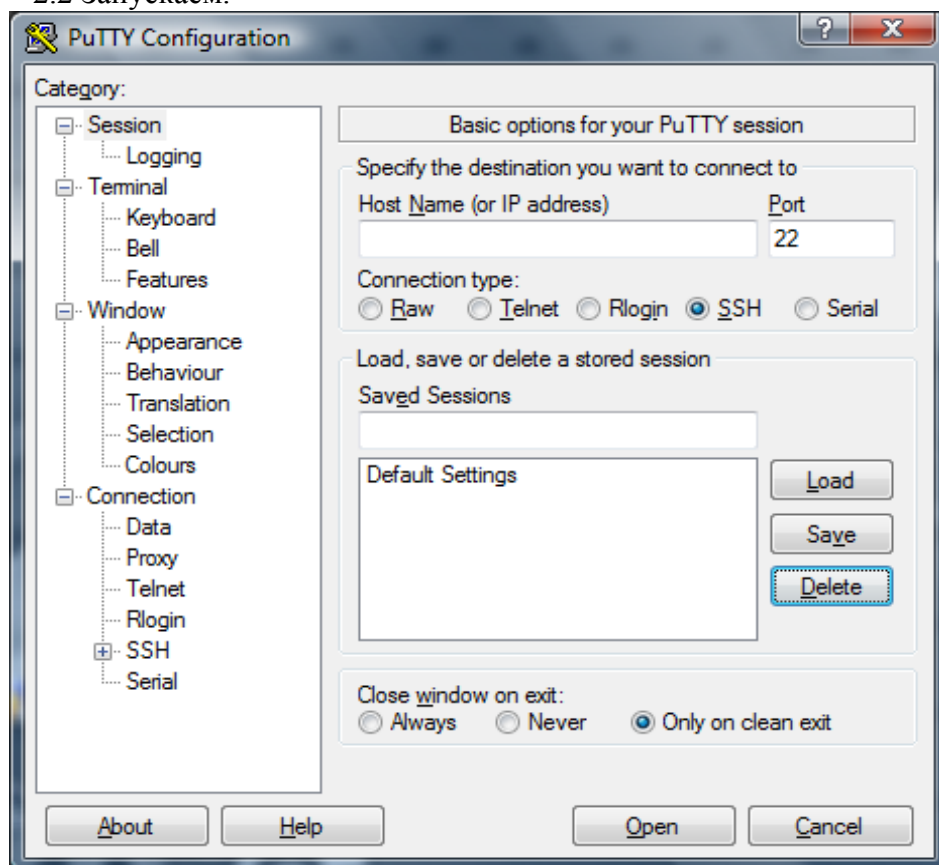 2.2 Запускаем.
PuTTY Configuration
?
X
Category:
Session
Logging
Terminal
Keyboard
Bell
Features
Window
Appearance
Behaviour
Translation
Selection
Colours
Connection
Data
Proxy
Telnet
Rlogin
SSH
Serial
Basic options for your PuTTY session
Specify the destination you want to connect to
Host Name (or IP address) Port
22
Connection type:
Raw Telnet Rlogin SSH Serial
Load, save or delete a stored session
Saved Sessions
Default Settings
Load
Save
Delete
Close window on exit:
Always Never Only on clean exit
About Help Open Cancel